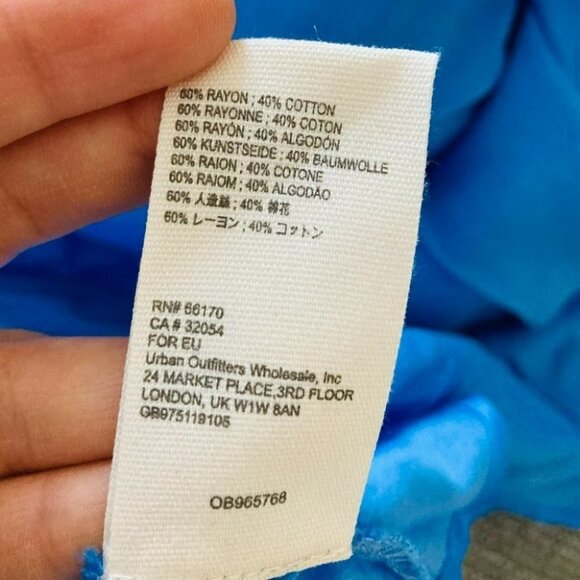 60% RAYON ; 40% COTTON
60% RAYONNE ; 40% COTON
60% RAYÓN ; 40% ALGODÓN
60% KUNSTSEIDE ; 40% BAUMWOLLE
60% RAION ; 40% COTONE
60% RAIOM ; 40% ALGODÃO
60% 人造絲 ; 40% 棉花
60% レーヨン ; 40% コットン
RN# 66170
CA # 32054
FOR EU
Urban Outfitters Wholesale, Inc
24 MARKET PLACE,3RD FLOOR
LONDON, UK W1W 8AN
GB975119105
OB965768